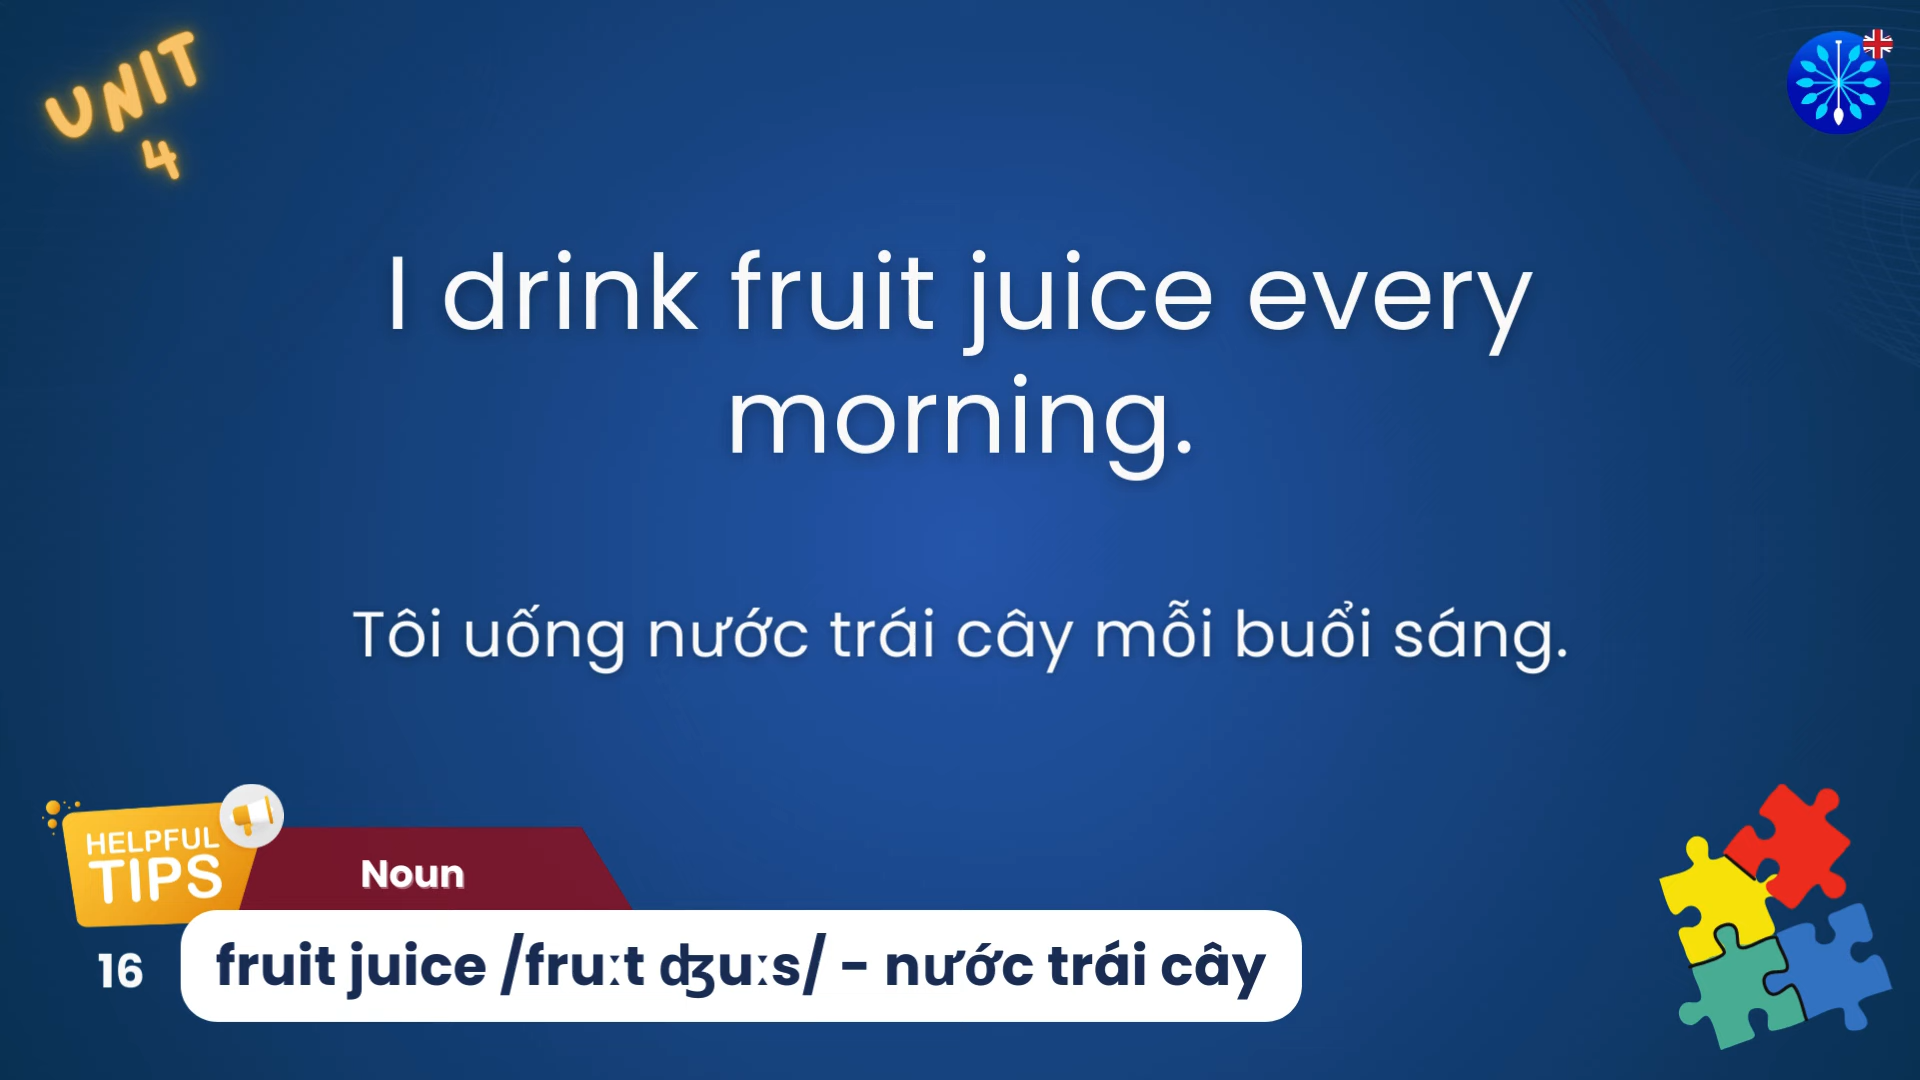 UNIT
4
I drink fruit juice every
morning.
Tôi uống nước trái cây mỗi buổi sáng.
HELPFUL
TIPS
Noun
16
fruit juice /fruːt ʤuːs/ - nước trái cây